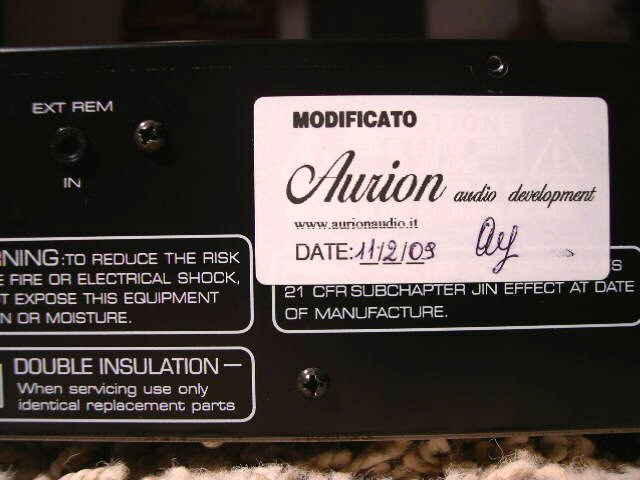 EXT REM
IN
MODIFICATO
Aurion audio development
www.aurionaudio.it
DATE: 11/2/09
RNING: TO REDUCE THE RISK
E FIRE OR ELECTRICAL SHOCK,
T EXPOSE THIS EQUIPMENT
N OR MOISTURE.
S
21 CFR SUBCHAPTER JIN EFFECT AT DATE
OF MANUFACTURE.
DOUBLE INSULATION —
When servicing use only
identical replacement parts